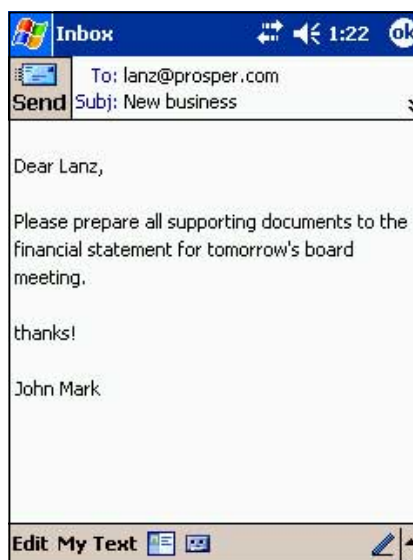 Inbox 1:22 ok
Send
To: lanz@prosper.com
Subj: New business
Dear Lanz,
Please prepare all supporting documents to the
financial statement for tomorrow's board
meeting.
thanks!
John Mark
Edit My Text